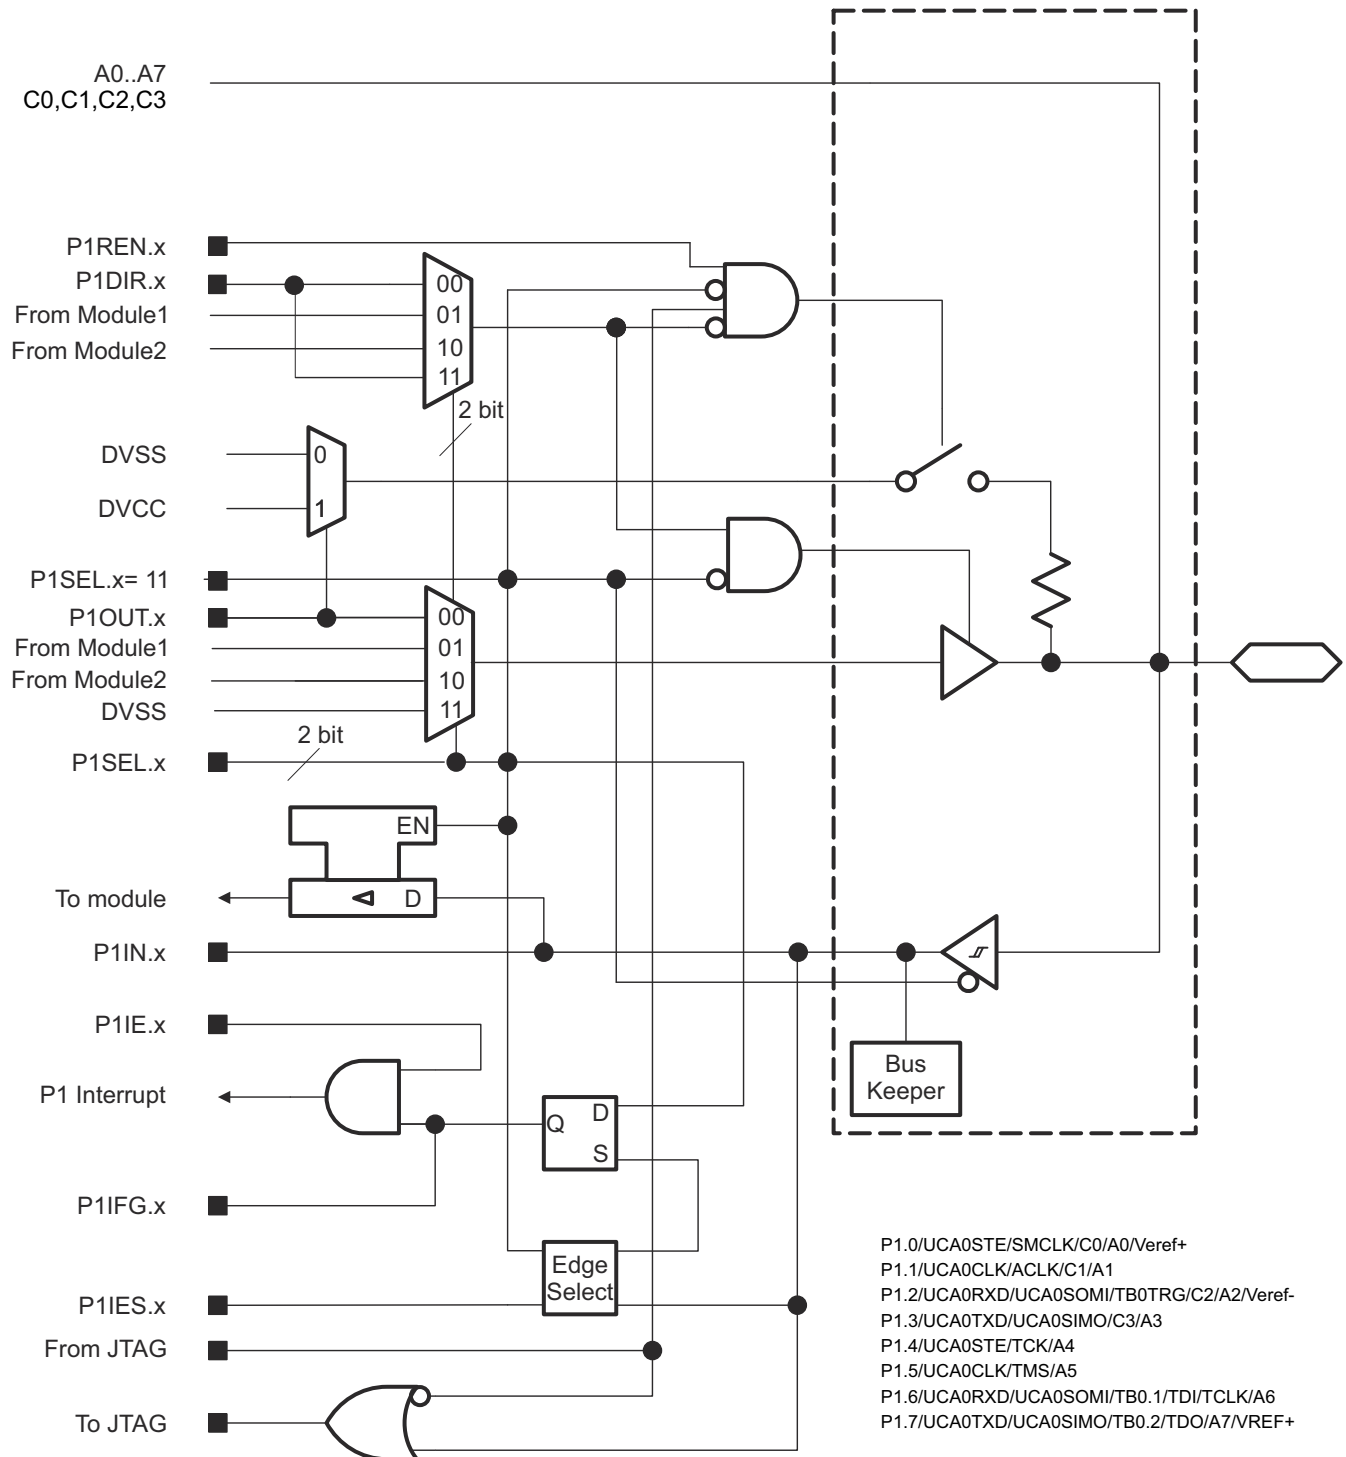 A0..A7
C0,C1,C2,C3
P1REN.x
P1DIR.x
From Module1
From Module2
00
01
10
11
2 bit
DVSS
DVCC
0
1
P1SEL.x= 11
P1OUT.x
From Module1
From Module2
DVSS
00
01
10
11
2 bit
P1SEL.x
EN
To module
D
P1IN.x
P1IE.x
Bus
Keeper
P1 Interrupt
Q
D
S
P1IFG.x
Edge
Select
P1IES.x
From JTAG
To JTAG
P1.0/UCA0STE/SMCLK/C0/A0/Veref+
P1.1/UCA0CLK/ACLK/C1/A1
P1.2/UCA0RXD/UCA0SOMI/TB0TRG/C2/A2/Veref-
P1.3/UCA0TXD/UCA0SIMO/C3/A3
P1.4/UCA0STE/TCK/A4
P1.5/UCA0CLK/TMS/A5
P1.6/UCA0RXD/UCA0SOMI/TB0.1/TDI/TCLK/A6
P1.7/UCA0TXD/UCA0SIMO/TB0.2/TDO/A7/VREF+